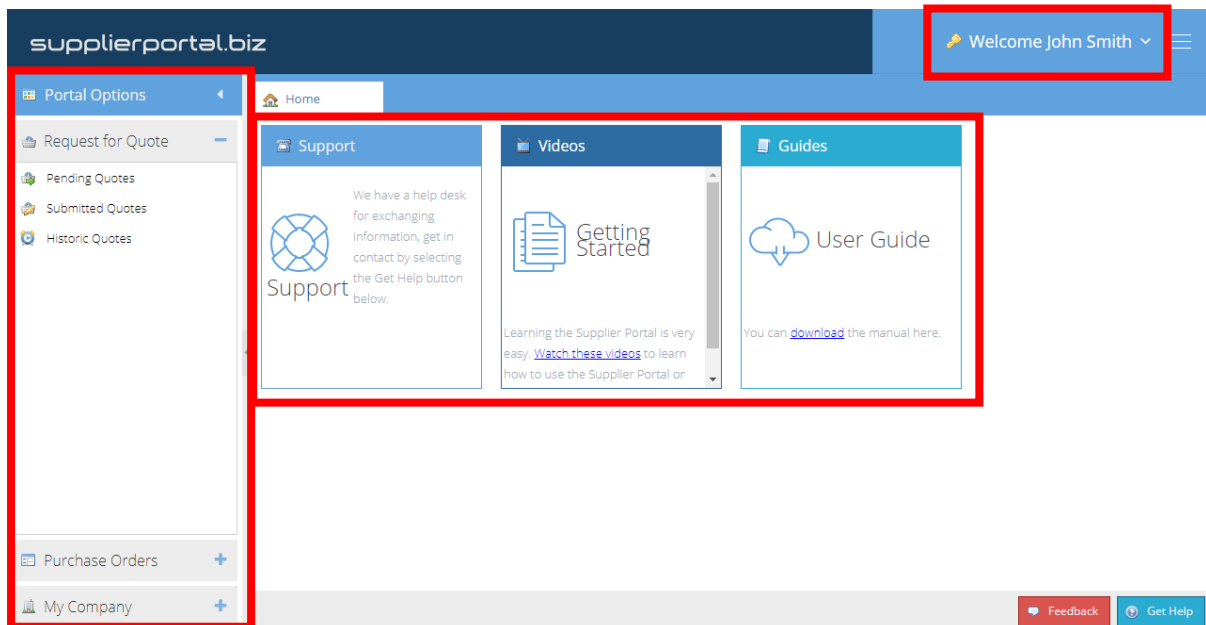 supplierportal.biz
Welcome John Smith
Portal Options
Home
Request for Quote
Pending Quotes
Submitted Quotes
Historic Quotes
Purchase Orders
My Company
Support
We have a help desk
for exchanging
information, get in
contact by selecting
the Get Help button
below.
Support
Videos
Getting
Started
Learning the Supplier Portal is very
easy. Watch these videos to learn
how to use the Supplier Portal or
Guides
User Guide
You can download the manual here.
Feedback
Get Help